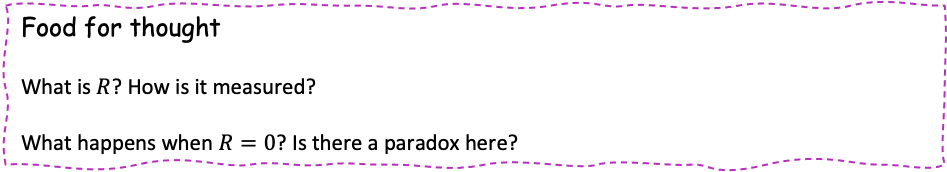 Food for thought
What is R? How is it measured?
What happens when R = 0? Is there a paradox here?